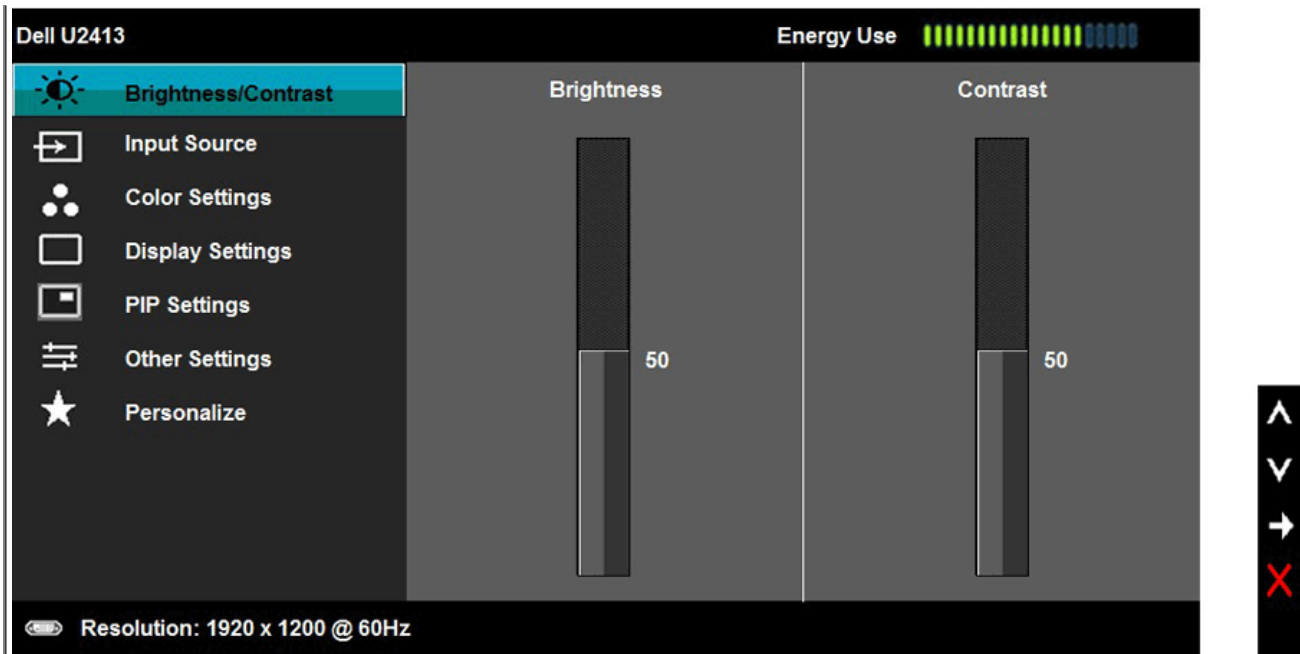 Dell U2413
Energy Use
Brightness/Contrast
Input Source
Color Settings
Display Settings
PIP Settings
Other Settings
Personalize
Brightness
50
Contrast
50
Resolution: 1920 x 1200 @ 60Hz